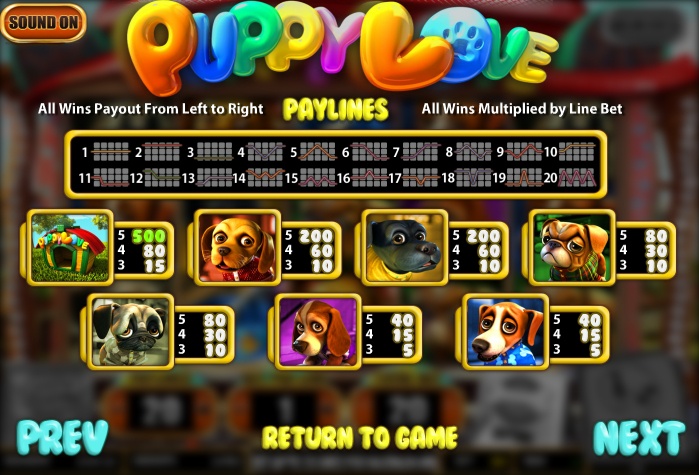 SOUND ON
PUPPY LOVE
All Wins Payout From Left to Right
PAYLINES
All Wins Multiplied by Line Bet
1 2 3 4 5 6 7 8 9 10
11 12 13 14 15 16 17 18 19 20
5 500
4 80
3 15
5 200
4 60
3 10
5 200
4 60
3 10
5 80
4 30
3 10
5 80
4 30
3 10
5 40
4 15
3 5
5 40
4 15
3 5
20 1 20
PREV
RETURN TO GAME
NEXT